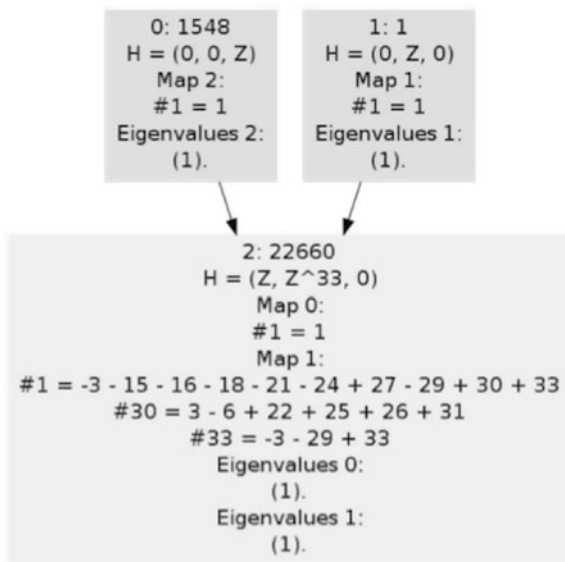 0: 1548
H = (0, 0, Z)
Map 2:
#1 = 1
Eigenvalues 2:
(1).
1: 1
H = (0, Z, 0)
Map 1:
#1 = 1
Eigenvalues 1:
(1).
2: 22660
H = (Z, Z^33, 0)
Map 0:
#1 = 1
Map 1:
#1 = -3 - 15 - 16 - 18 - 21 - 24 + 27 - 29 + 30 + 33
#30 = 3 - 6 + 22 + 25 + 26 + 31
#33 = -3 - 29 + 33
Eigenvalues 0:
(1).
Eigenvalues 1:
(1).